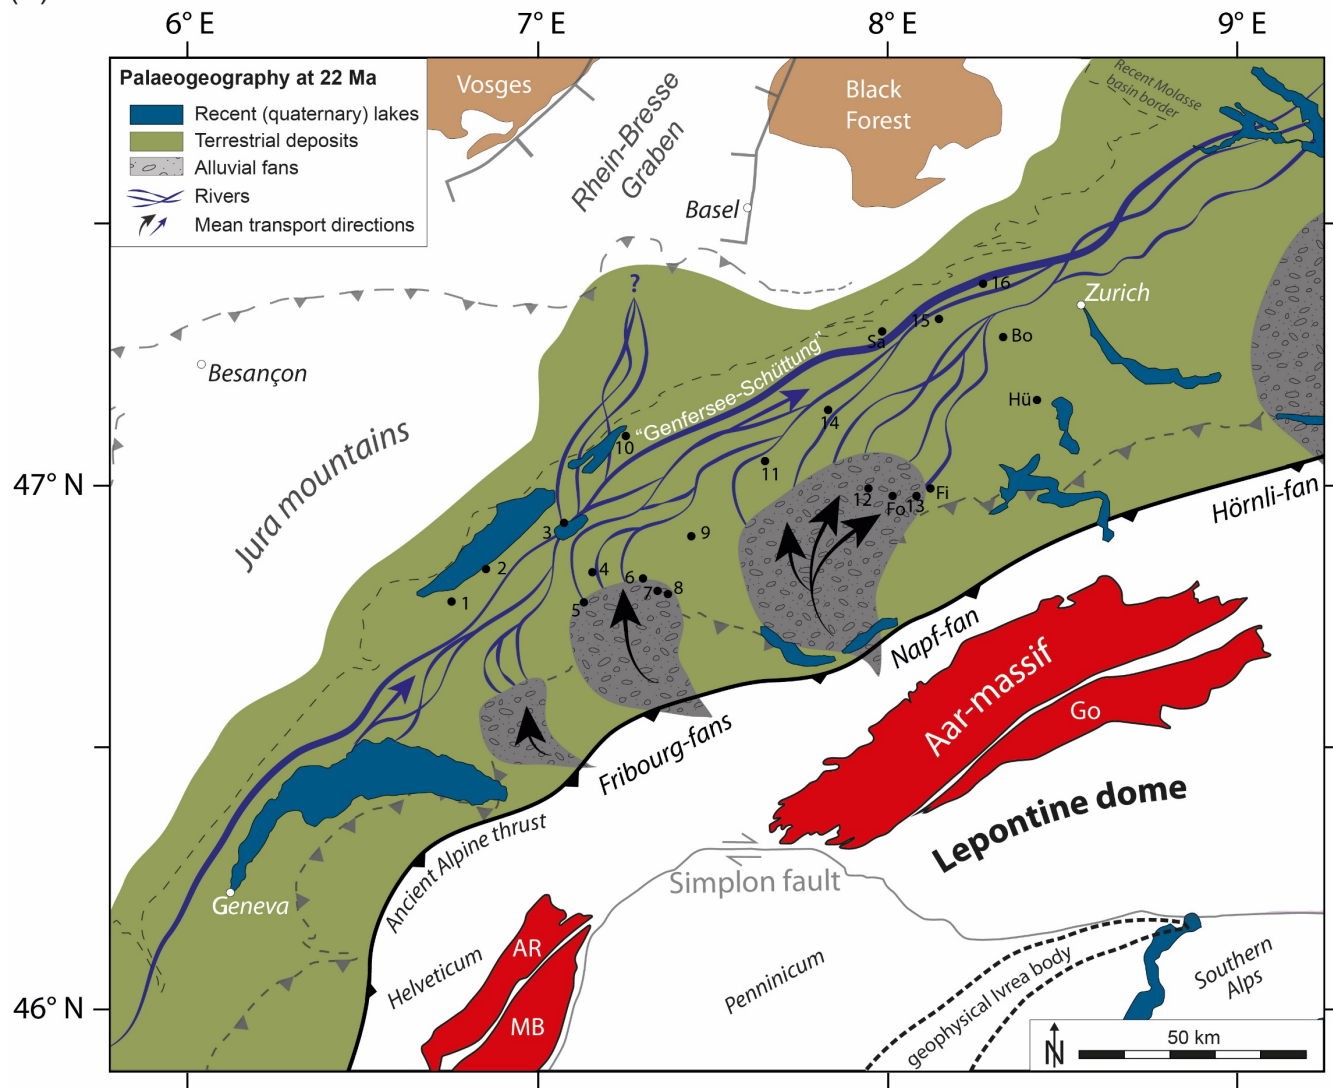 6° E
7° E
8° E
9° E
Palaeogeography at 22 Ma
Recent (quaternary) lakes
Terrestrial deposits
Alluvial fans
Rivers
Mean transport directions
Vosges
Rhein-Bresse
Graben
Black
Forest
Recent Molasse
basin border
Basel
?
Besançon
Jura mountains
"Genfersee-Schüttung"
Zurich
16
15
Sa
Bo
Hü
14
10
11
12
Fo
13
Fi
47° N
3
9
2
4
6
7
8
1
5
Hörnli-fan
Napf-fan
Fribourg-fans
Aar-massif
Go
Lepontine dome
Ancient Alpine thrust
Simplon fault
Geneva
Helveticum
AR
MB
Penninicum
geophysical Ivrea body
Southern
Alps
46° N
N
50 km